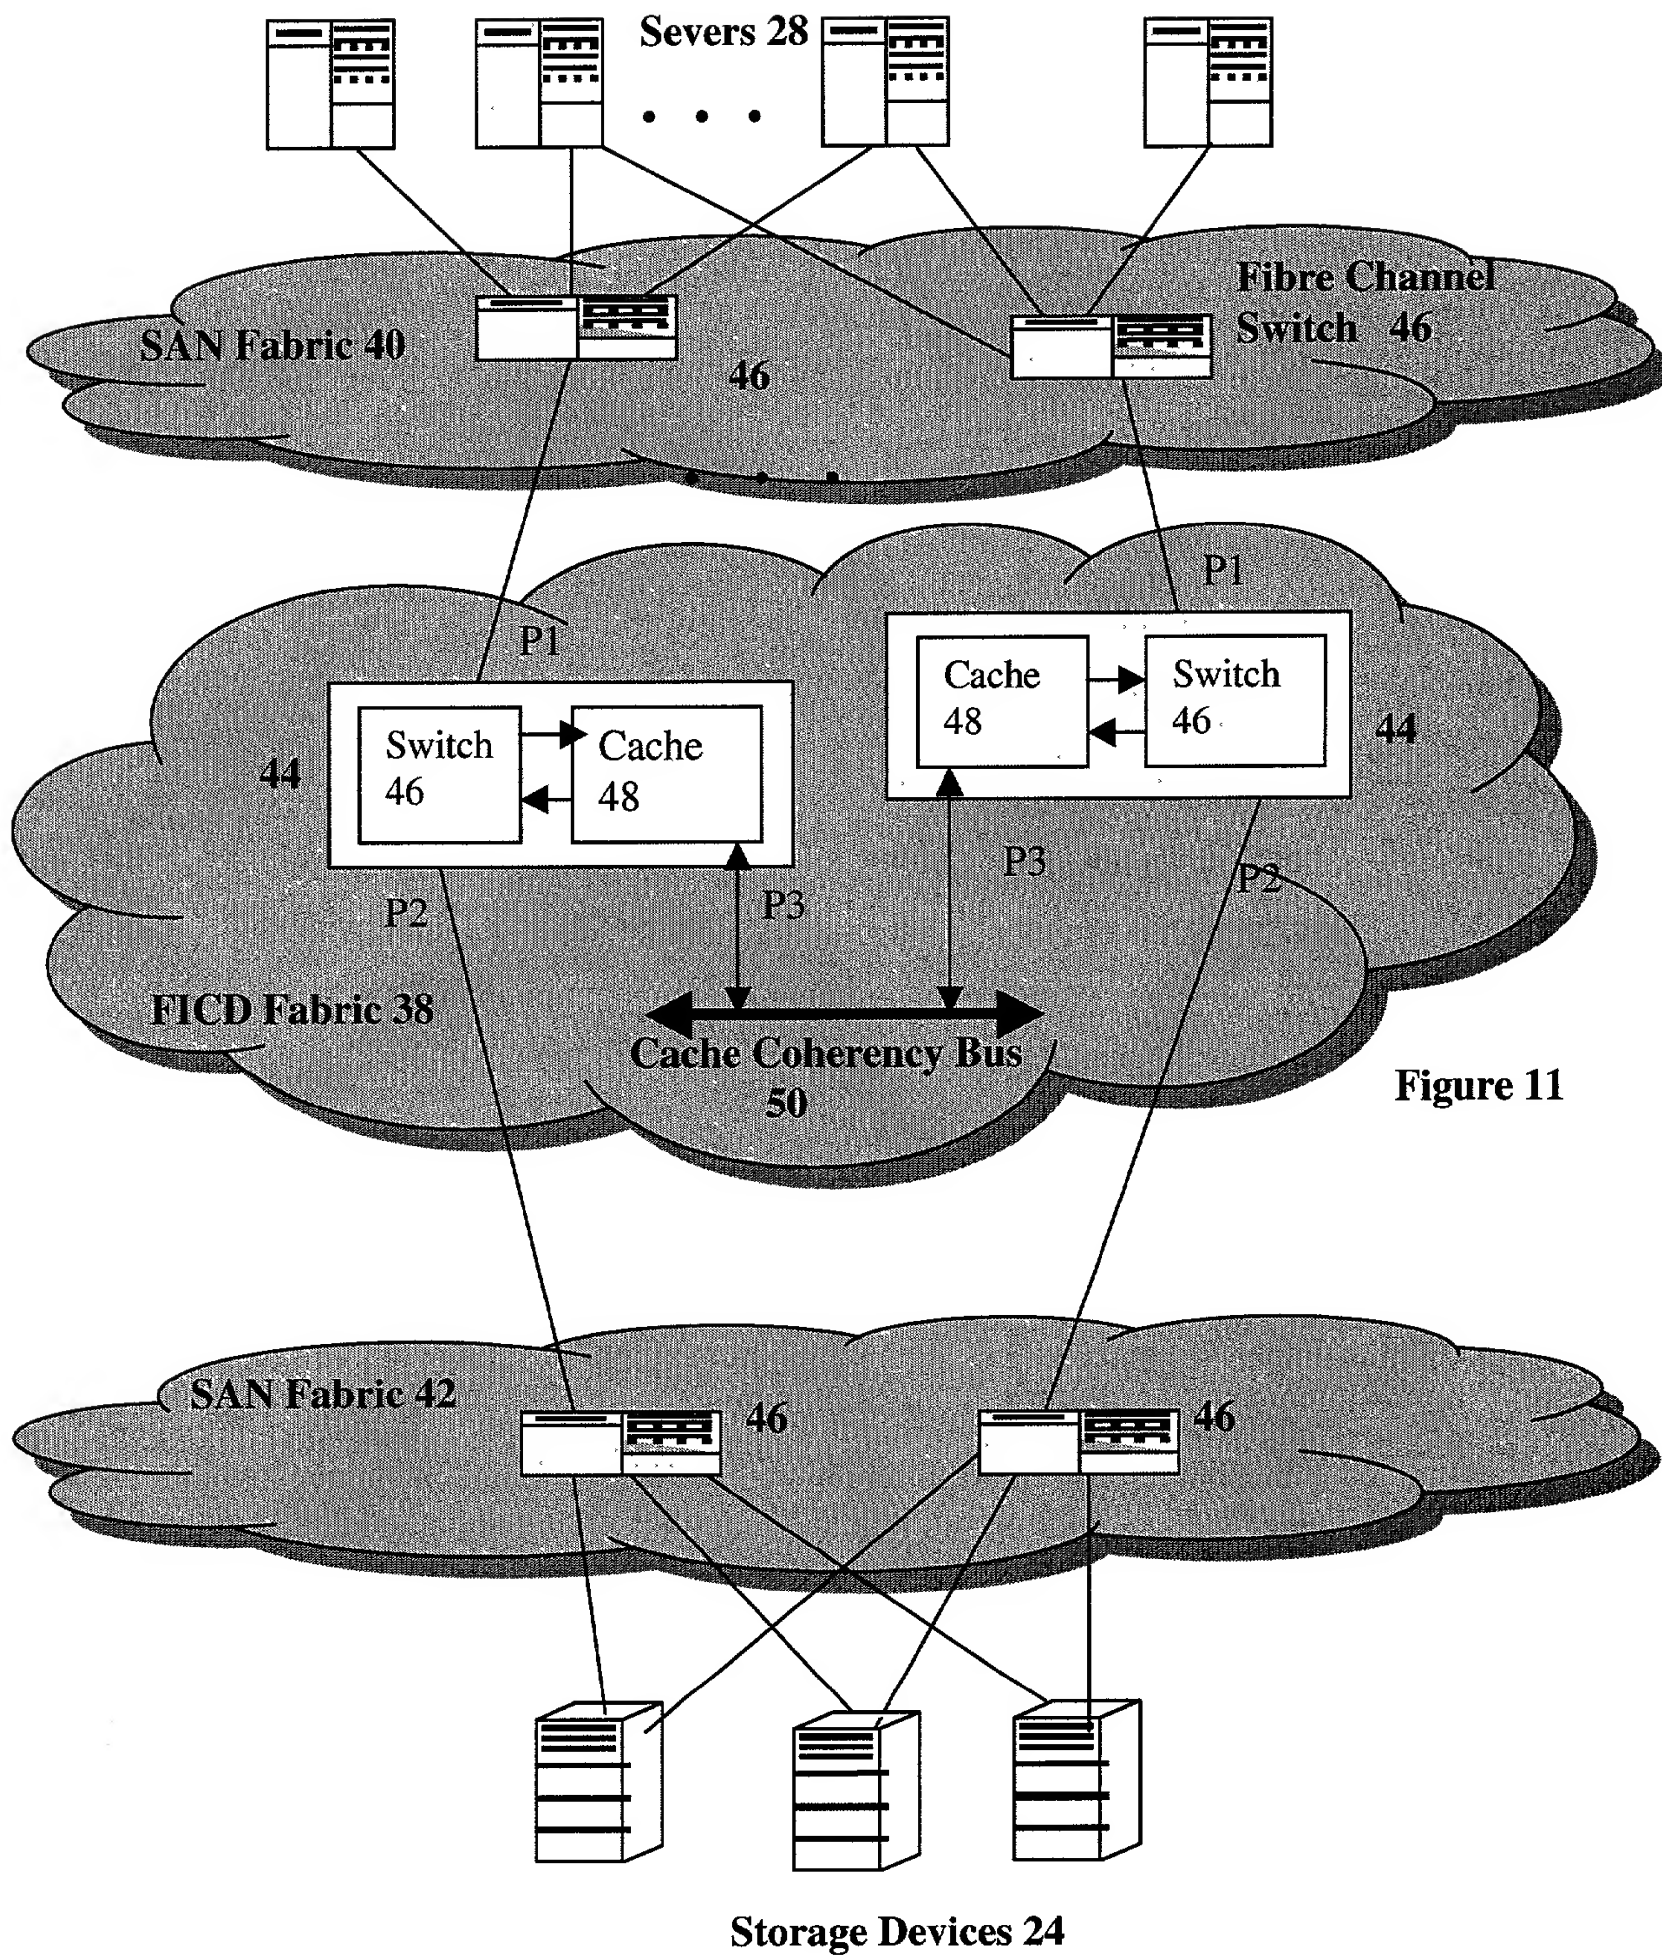 Severs 28
Fibre Channel
Switch 46
SAN Fabric 40
46
P1
P1
Cache
48
Switch
46
44
Switch
46
Cache
48
44
P3
P2
P2
P3
FICD Fabric 38
Cache Coherency Bus
50
Figure 11
SAN Fabric 42
46
46
Storage Devices 24